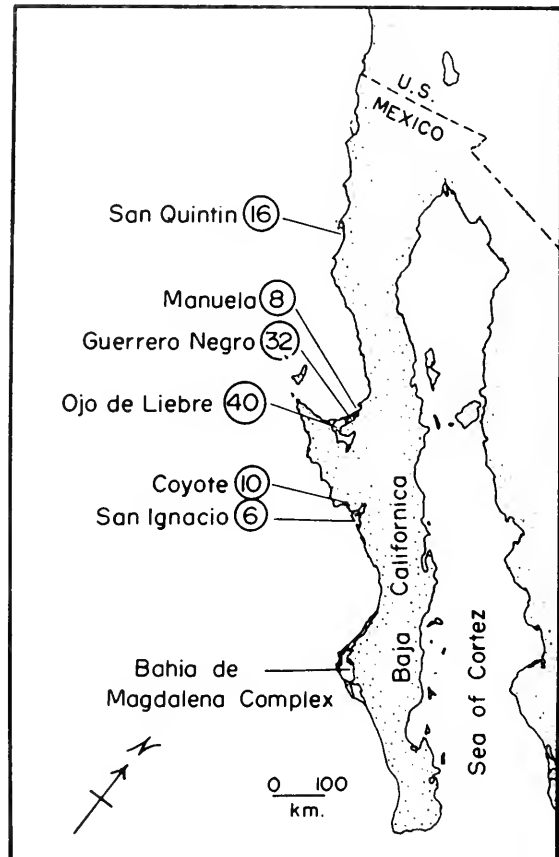 U.S.
MEXICO
San Quintin 16
Manuela 8
Guerrero Negro 32
Ojo de Liebre 40
Coyote 10
San Ignacio 6
Bahia de
Magdalena Complex
Baja Californica
Sea of Cortez
N
0 100
km.